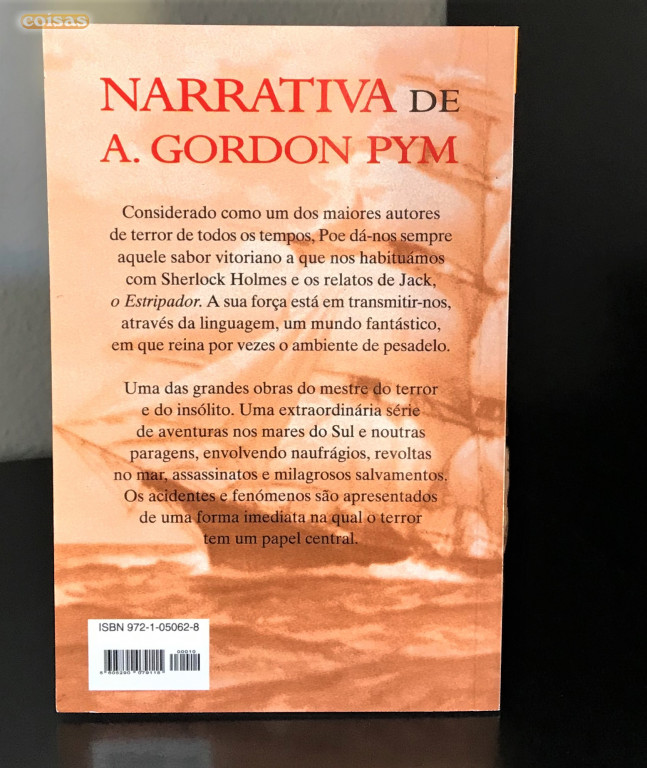 coisas
NARRATIVA DE
A. GORDON PYM
Considerado como um dos maiores autores
de terror de todos os tempos, Poe dá-nos sempre
aquele sabor vitoriano a que nos habituámos
com Sherlock Holmes e os relatos de Jack,
o Estripador. A sua força está em transmitir-nos,
através da linguagem, um mundo fantástico,
em que reina por vezes o ambiente de pesadelo.
Uma das grandes obras do mestre do terror
e do insólito. Uma extraordinária série
de aventuras nos mares do Sul e noutras
paragens, envolvendo naufrágios, revoltas
no mar, assassinatos e milagrosos salvamentos.
Os acidentes e fenómenos são apresentados
de uma forma imediata na qual o terror
tem um papel central.
ISBN 972-1-05062-8
00010